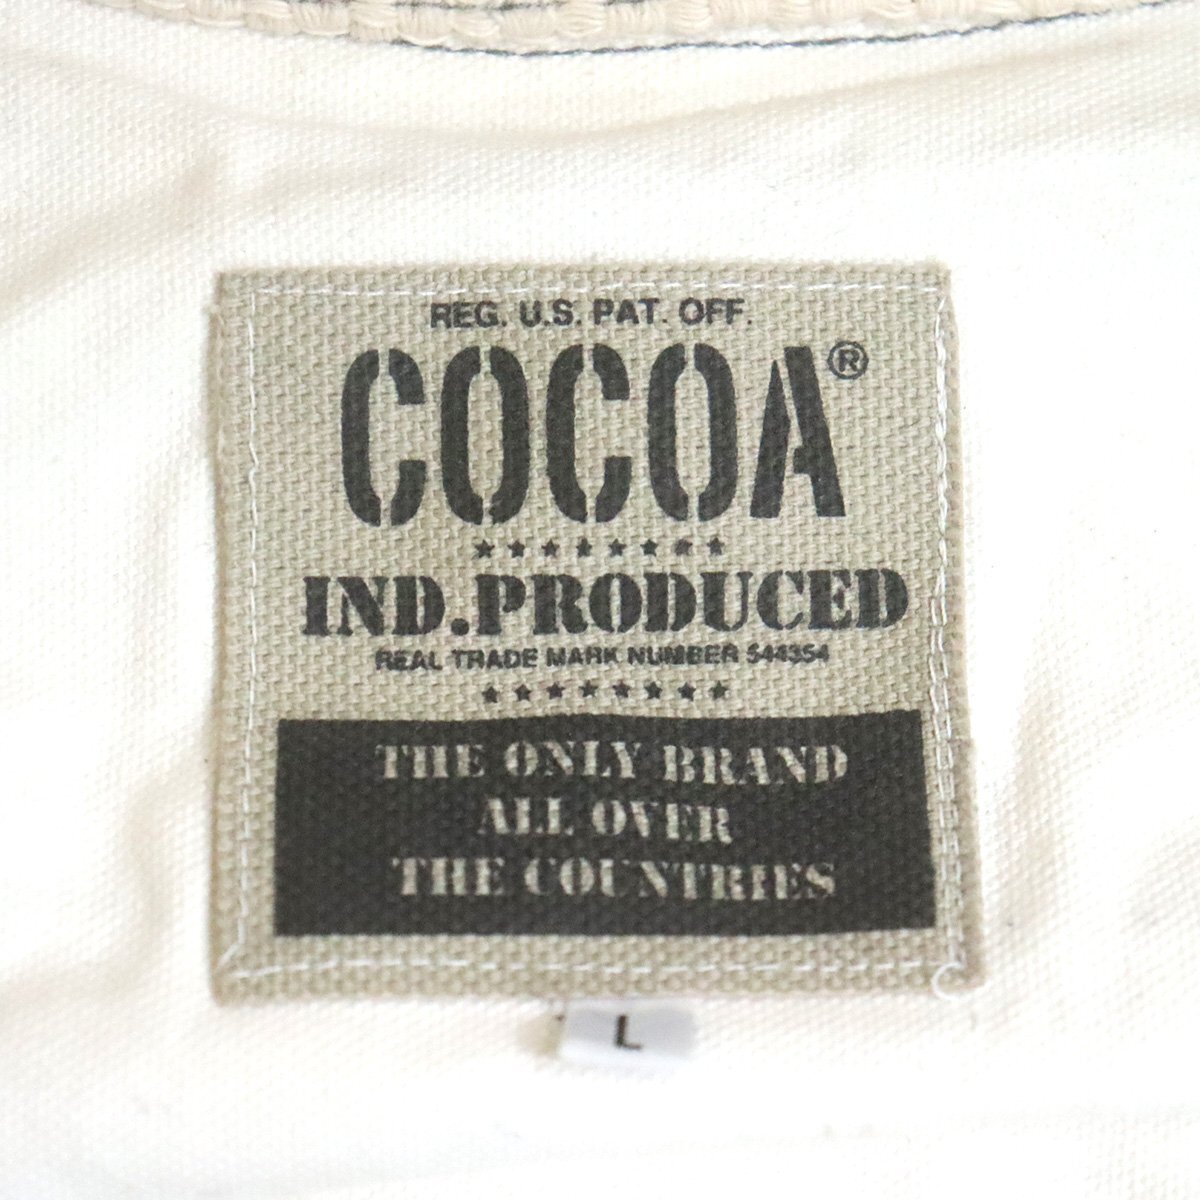 REG. U.S. PAT. OFF.
COCOA®
★★★★★★★★
IND.PRODUCED
REAL TRADE MARK NUMBER 544354
★★★★★★★★
THE ONLY BRAND
ALL OVER
THE COUNTRIES
L